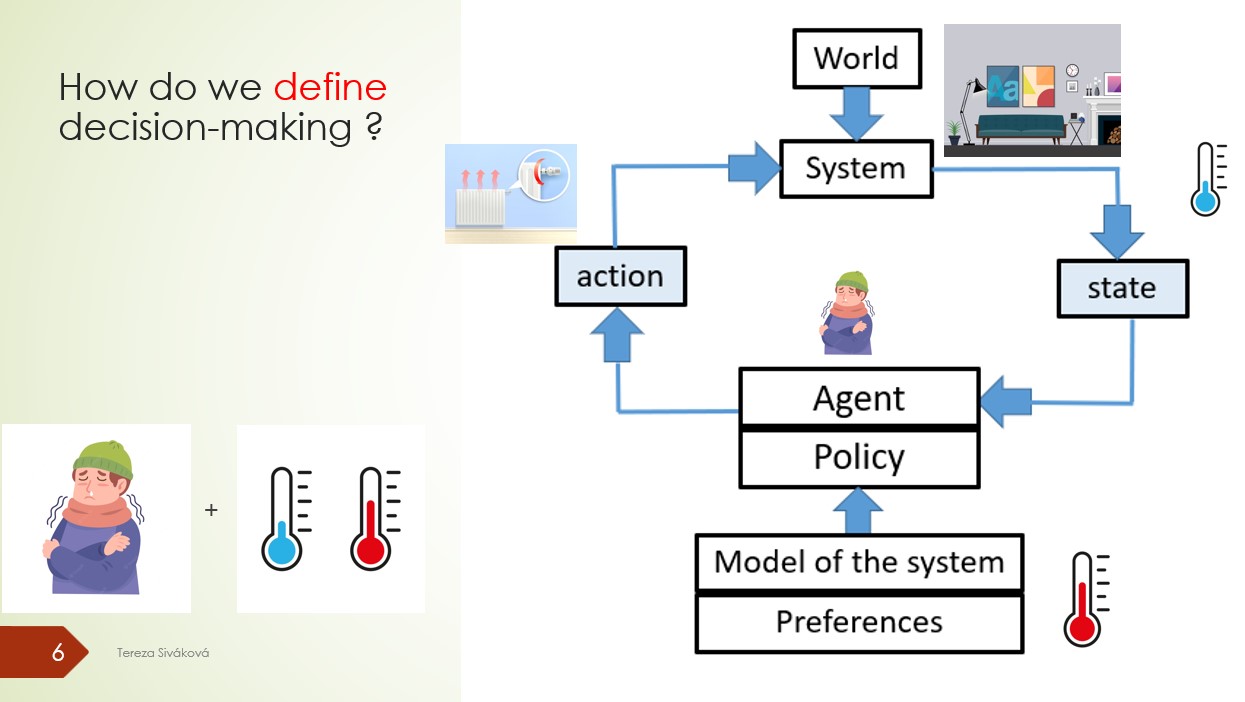 How do we define
decision-making ?
World
System
action
state
Agent
Policy
Model of the system
Preferences
+
6
Tereza Siváková
Aa